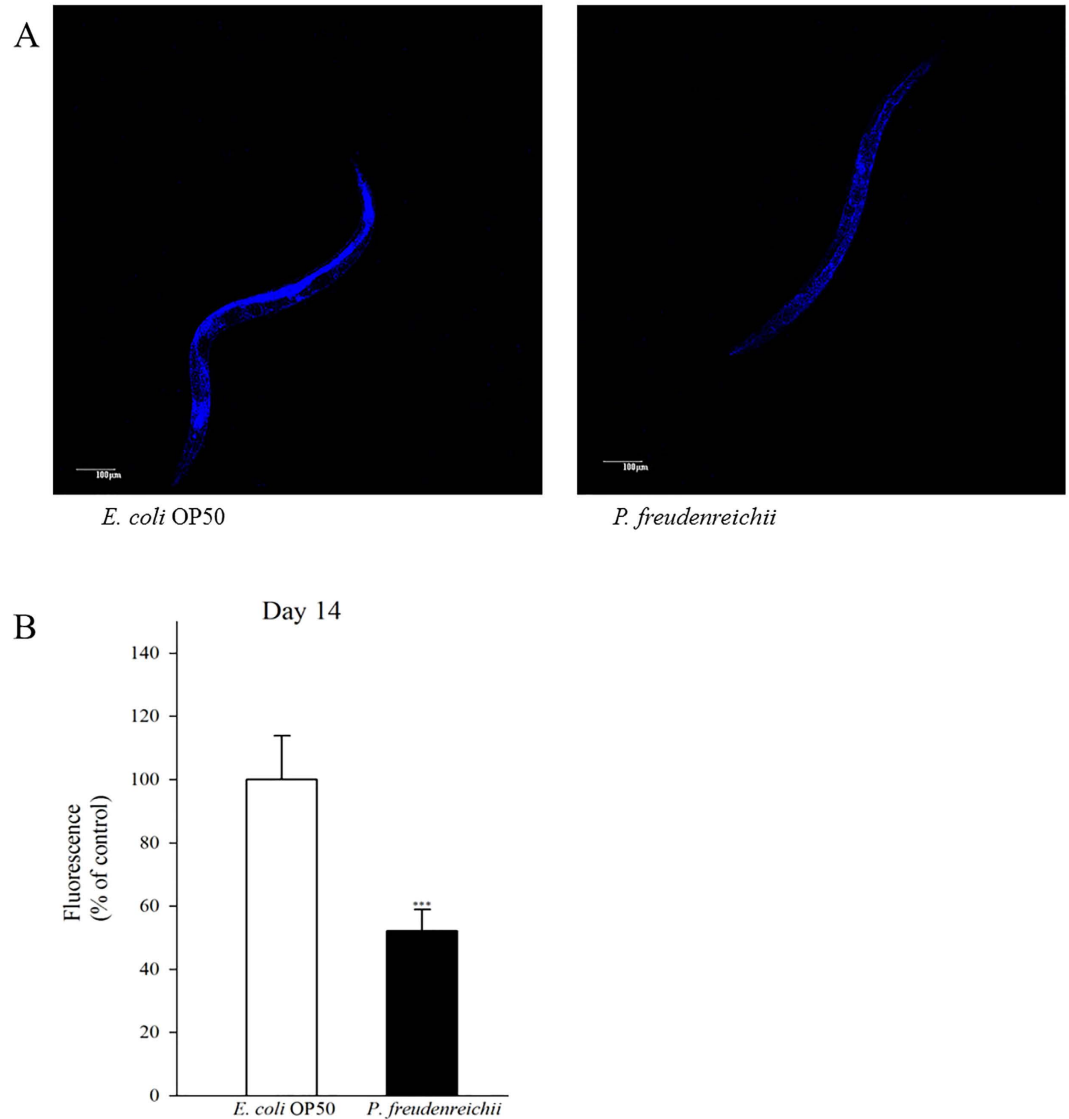 A
100μm
100μm
E. coli OP50
P. freudenreichii
B
Day 14
140
120
100
80
60
40
20
0
Fluorescence
(% of control)
***
E. coli OP50
P. freudenreichii